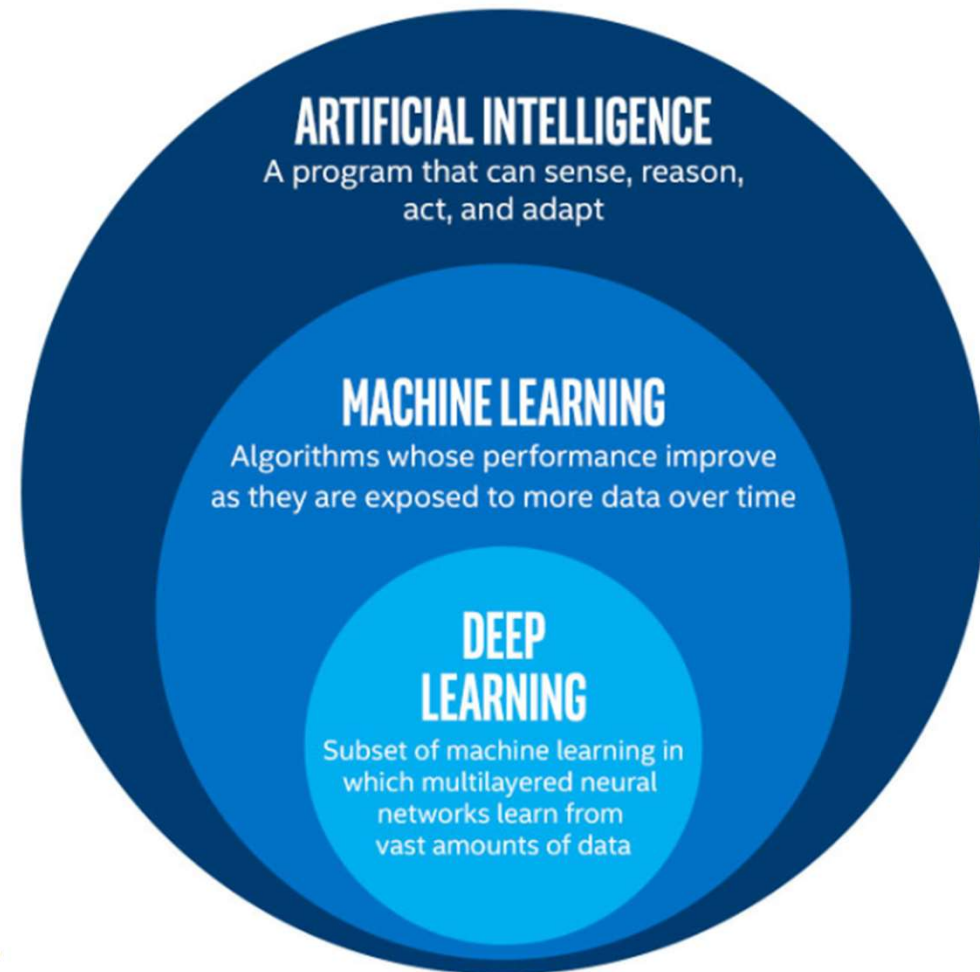 ARTIFICIAL INTELLIGENCE
A program that can sense, reason,
act, and adapt
MACHINE LEARNING
Algorithms whose performance improve
as they are exposed to more data over time
DEEP
LEARNING
Subset of machine learning in
which multilayered neural
networks learn from
vast amounts of data